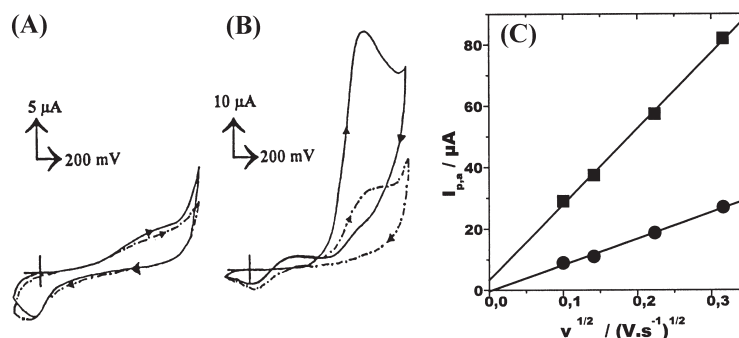 (A)
5 μA
200 mV
(B)
10 μA
200 mV
(C)
I p,a / μA
80
60
40
20
0
0,0 0,1 0,2 0,3
v 1/2 / (V.s-1)1/2